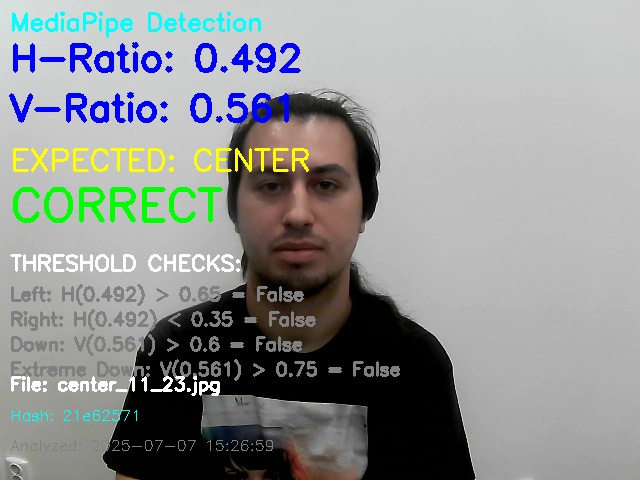 MediaPipe Detection
H-Ratio: 0.492
V-Ratio: 0.561
EXPECTED: CENTER
CORRECT
THRESHOLD CHECKS:
Left: H(0.492) > 0.65 = False
Right: H(0.492) < 0.35 = False
Down: V(0.561) > 0.6 = False
Extreme Down: V(0.561) > 0.75 = False
File: center_11_23.jpg
Hash: 21e62571
Analyzed: 2025-07-07 15:26:59